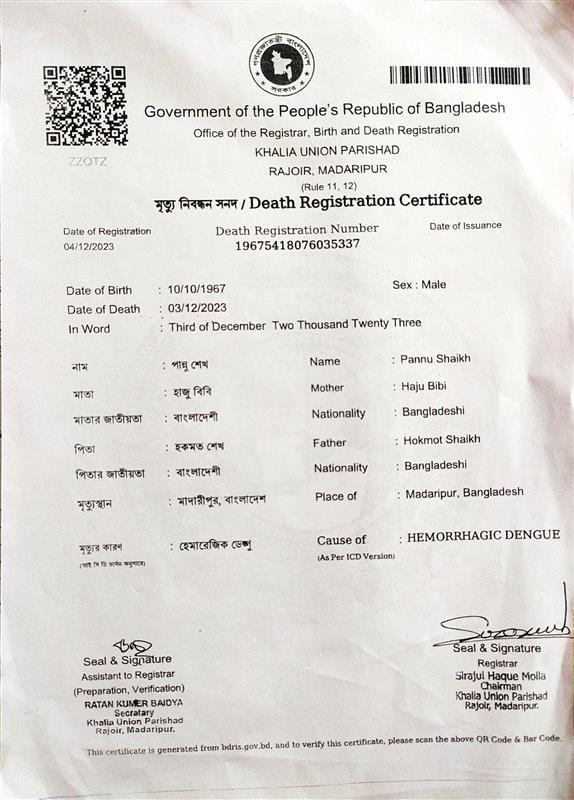 গণপ্রজাতন্ত্রী বাংলাদেশ
সরকার
ZZQTZ
Government of the People's Republic of Bangladesh
Office of the Registrar, Birth and Death Registration
KHALIA UNION PARISHAD
RAJOIR, MADARIPUR
(Rule 11, 12)
মৃত্যু নিবন্ধন সনদ / Death Registration Certificate
Date of Registration Death Registration Number Date of Issuance
04/12/2023 19675418076035337
Date of Birth : 10/10/1967 Sex : Male
Date of Death : 03/12/2023
In Word : Third of December Two Thousand Twenty Three
নাম : পান্নু শেখ Name : Pannu Shaikh
মাতা : হাজু বিবি Mother : Haju Bibi
মাতার জাতীয়তা : বাংলাদেশী Nationality : Bangladeshi
পিতা : হকমত শেখ Father : Hokmot Shaikh
পিতার জাতীয়তা : বাংলাদেশী Nationality : Bangladeshi
মৃত্যুস্থান : মাদারীপুর, বাংলাদেশ Place of : Madaripur, Bangladesh
মৃত্যুর কারণ : হেমারেজিক ডেঙ্গু Cause of : HEMORRHAGIC DENGUE
(আই সি ডি ভার্সন অনুসারে) (As Per ICD Version)
Seal & Signature
Assistant to Registrar
(Preparation, Verification)
RATAN KUMER BAIDYA
Secratary
Khalia Union Parishad
Rajoir, Madaripur.
Seal & Signature
Registrar
Sirajul Haque Molla
Chairman
Khalia Union Parishad
Rajoir, Madaripur.
This certificate is generated from bdris.gov.bd, and to verify this certificate, please scan the above QR Code & Bar Code.